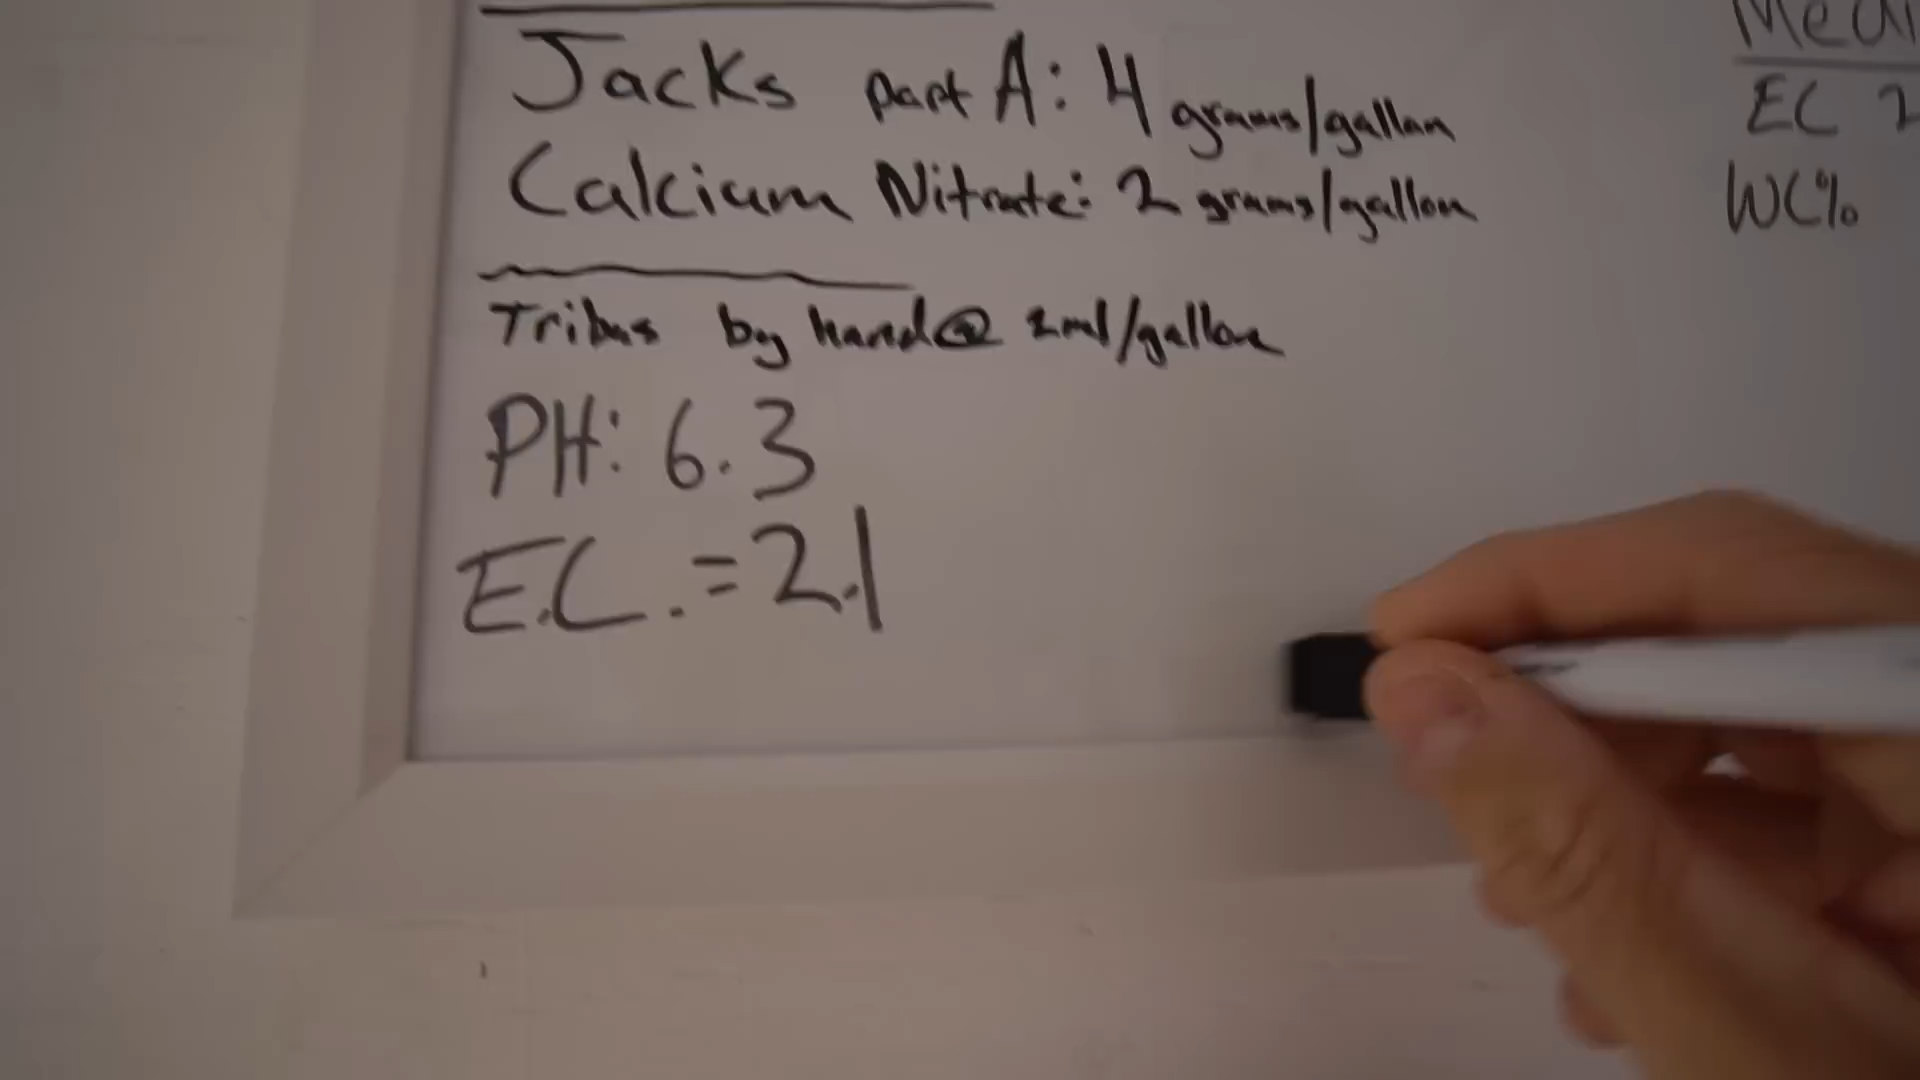 Jacks part A: 4 grams/gallon
Calcium Nitrate: 2 grams/gallon
Tribus by hand @ 2ml/gallon
PH: 6.3
E.C. = 2.1
EC 2
WC%